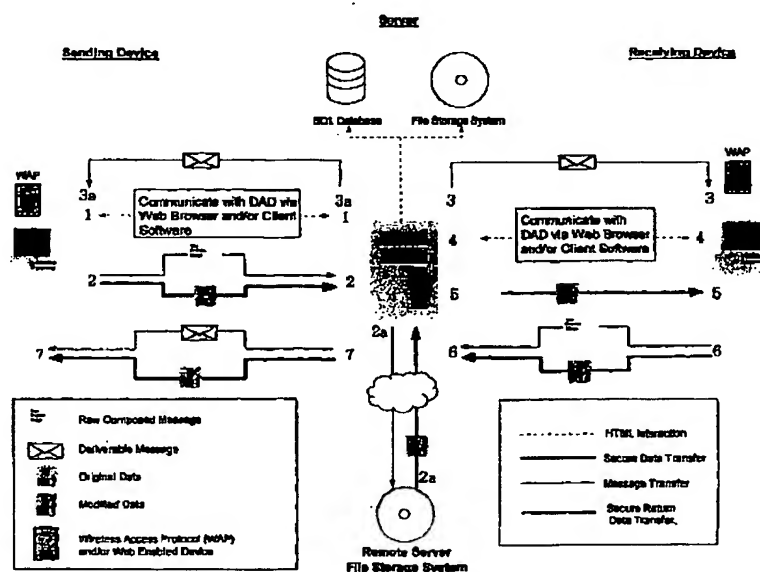 Server
Sending Device
Receiving Device
SQL Database
File Storage System
WAP
WAP
3a
3a
3
3
1
Communicate with DAD via Web Browser and/or Client Software
1
4
Communicate with DAD via Web Browser and/or Client Software
4
2
2
5
5
2a
7
7
6
6
2a
Raw Composed Message
Deliverable Message
Original Data
Modified Data
Wireless Access Protocol (WAP)
and/or Web Enabled Device
HTML Interaction
Secure Data Transfer
Message Transfer
Secure Return
Data Transfer.
Remote Server
File Storage System